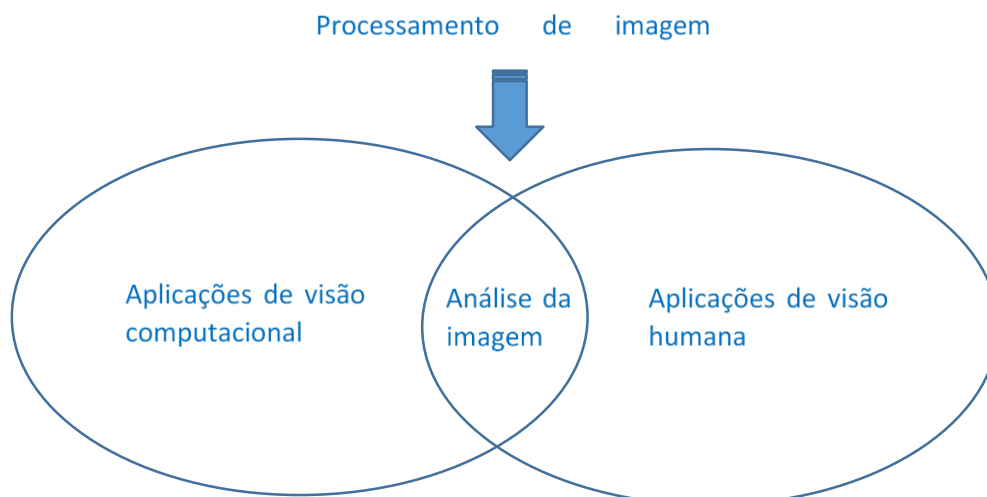 Processamento de imagem
Aplicações de visão
computacional
Análise da
imagem
Aplicações de visão
humana